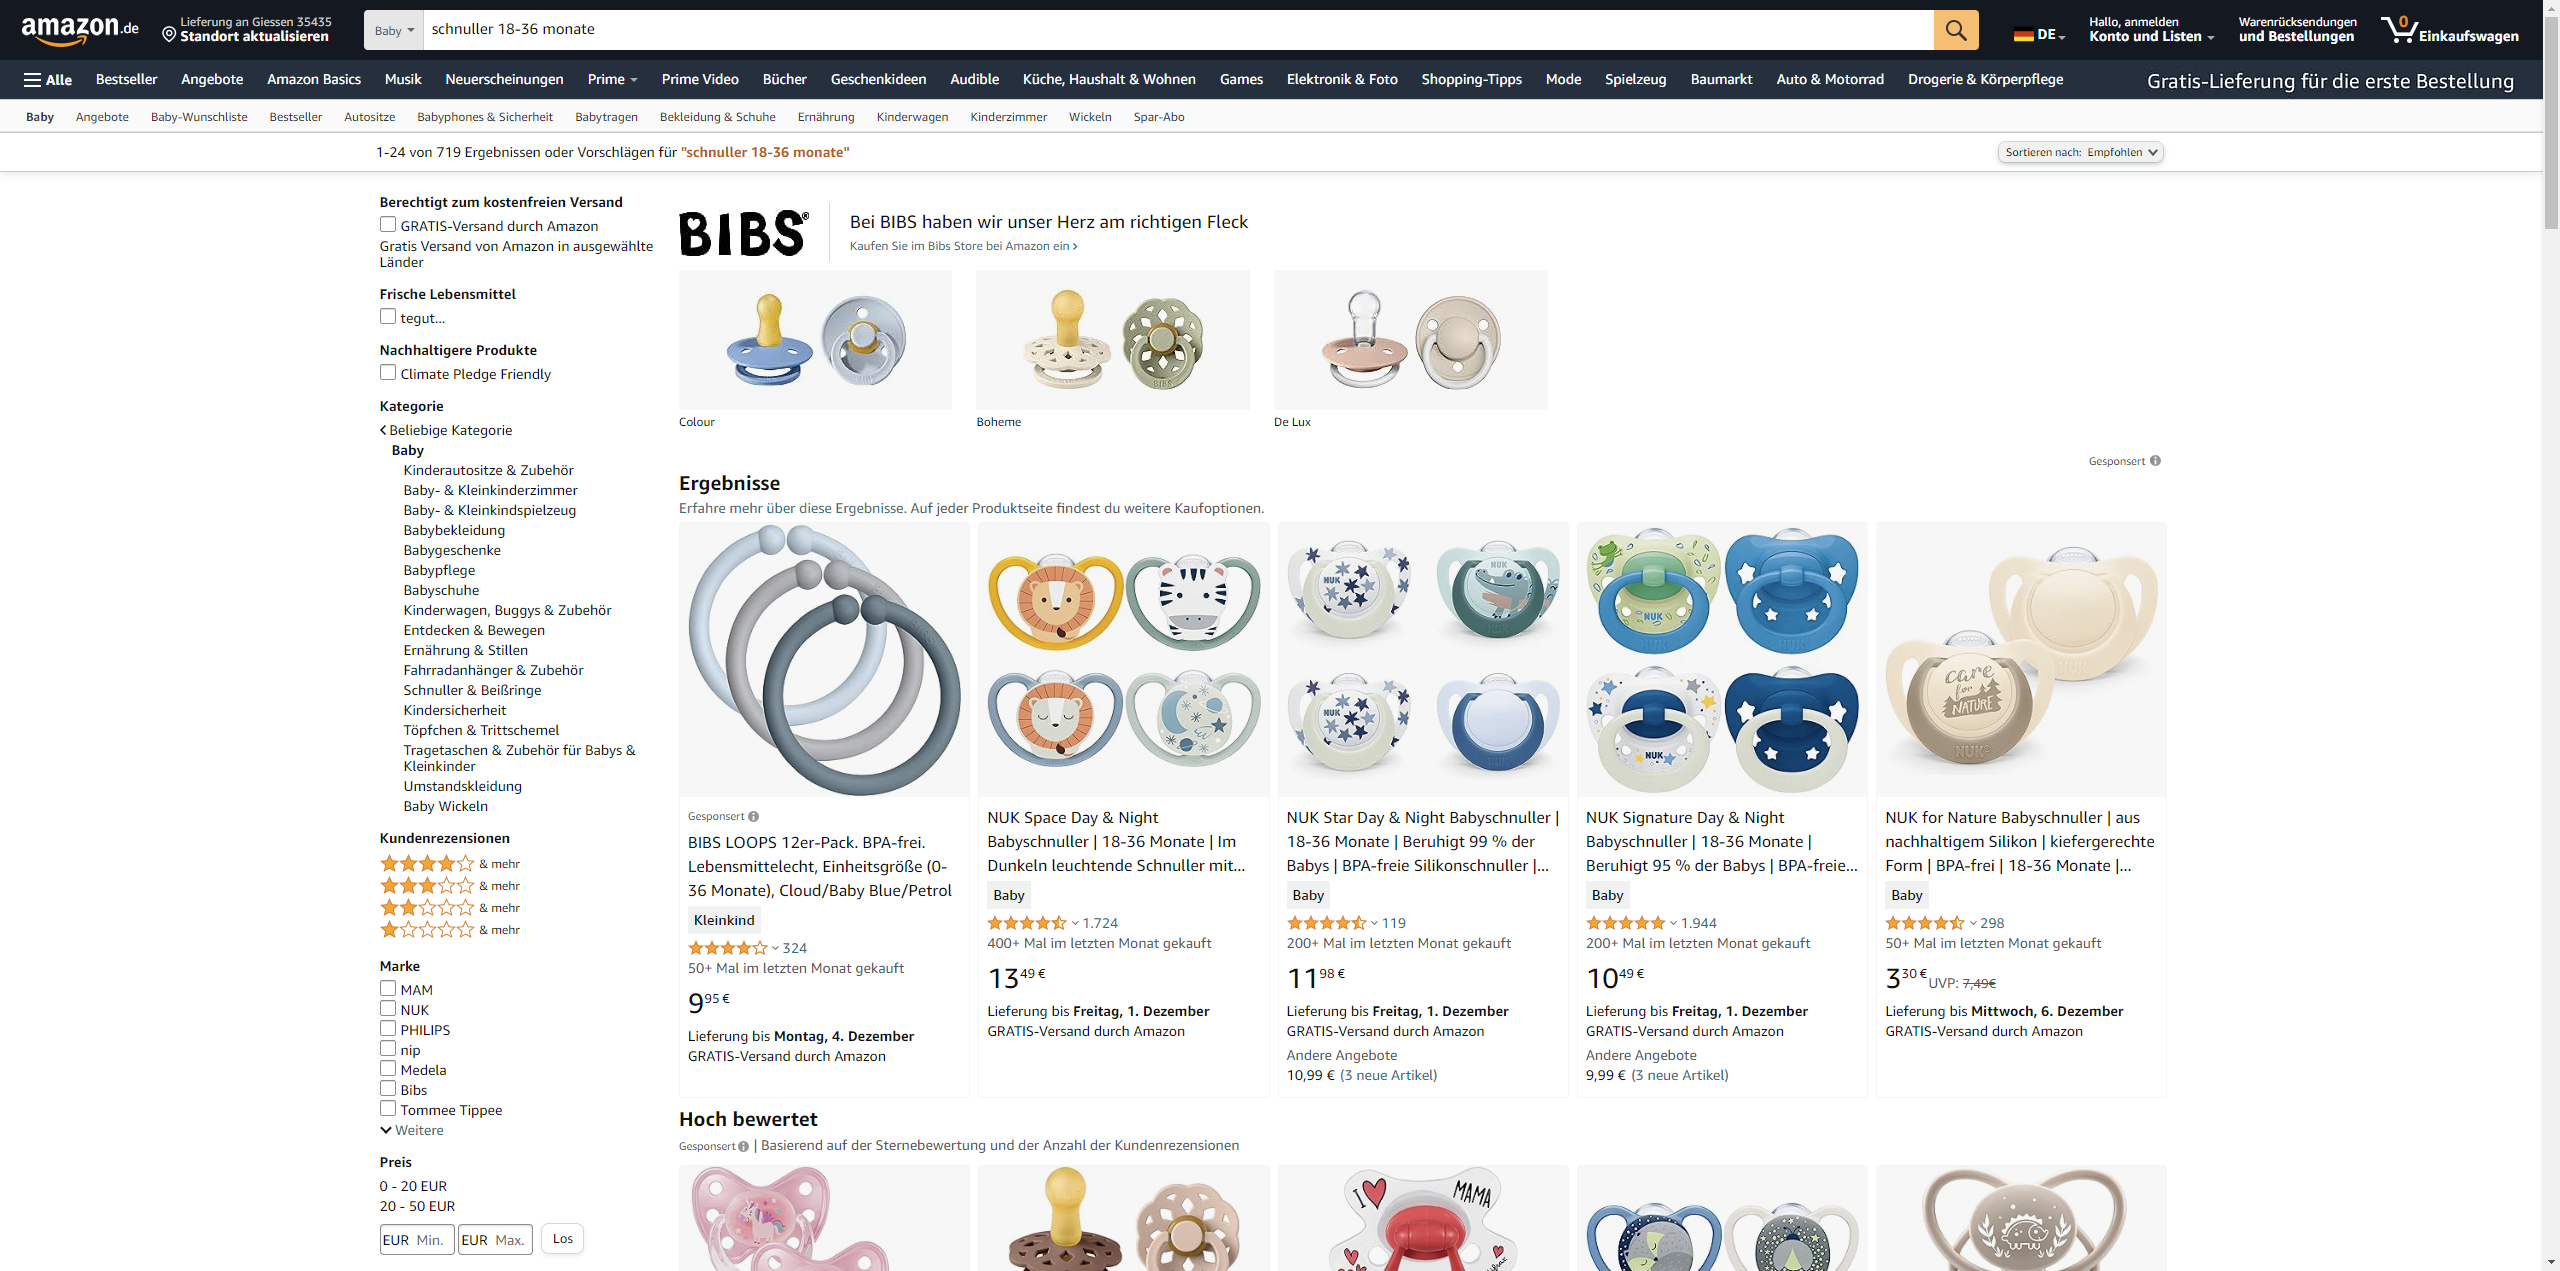 amazon.de
Lieferung an Giessen 35435
Standort aktualisieren
Baby
schnuller 18-36 monate
DE
Hallo, anmelden
Konto und Listen
Warenrücksendungen
und Bestellungen
0
Einkaufswagen
Alle
Bestseller
Angebote
Amazon Basics
Musik
Neuerscheinungen
Prime
Prime Video
Bücher
Geschenkideen
Audible
Küche, Haushalt & Wohnen
Games
Elektronik & Foto
Shopping-Tipps
Mode
Spielzeug
Baumarkt
Auto & Motorrad
Drogerie & Körperpflege
Gratis-Lieferung für die erste Bestellung
Baby
Angebote
Baby-Wunschliste
Bestseller
Autositze
Babyphones & Sicherheit
Babytragen
Bekleidung & Schuhe
Ernährung
Kinderwagen
Kinderzimmer
Wickeln
Spar-Abo
1-24 von 719 Ergebnissen oder Vorschlägen für "schnuller 18-36 monate"
Sortieren nach: Empfohlen
Berechtigt zum kostenfreien Versand
GRATIS-Versand durch Amazon
Gratis Versand von Amazon in ausgewählte
Länder
Frische Lebensmittel
tegut...
Nachhaltigere Produkte
Climate Pledge Friendly
Kategorie
Beliebige Kategorie
Baby
Kinderautositze & Zubehör
Baby- & Kleinkinderzimmer
Baby- & Kleinkindspielzeug
Babybekleidung
Babygeschenke
Babypflege
Babyschuhe
Kinderwagen, Buggys & Zubehör
Entdecken & Bewegen
Ernährung & Stillen
Fahrradanhänger & Zubehör
Schnuller & Beißringe
Kindersicherheit
Töpfchen & Trittschemel
Tragetaschen & Zubehör für Babys &
Kleinkinder
Umstandskleidung
Baby Wickeln
Kundenrezensionen
& mehr
& mehr
& mehr
& mehr
Marke
MAM
NUK
PHILIPS
nip
Medela
Bibs
Tommee Tippee
Weitere
Preis
0 - 20 EUR
20 - 50 EUR
EUR Min.
EUR Max.
Los
BIBS®
Bei BIBS haben wir unser Herz am richtigen Fleck
Kaufen Sie im Bibs Store bei Amazon ein ›
BIBS
Colour
Boheme
De Lux
Gesponsert
Ergebnisse
Erfahre mehr über diese Ergebnisse. Auf jeder Produktseite findest du weitere Kaufoptionen.
Gesponsert
BIBS LOOPS 12er-Pack. BPA-frei.
Lebensmittelecht, Einheitsgröße (0-
36 Monate), Cloud/Baby Blue/Petrol
Kleinkind
324
50+ Mal im letzten Monat gekauft
9 95 €
Lieferung bis Montag, 4. Dezember
GRATIS-Versand durch Amazon
NUK Space Day & Night
Babyschnuller | 18-36 Monate | Im
Dunkeln leuchtende Schnuller mit...
Baby
1.724
400+ Mal im letzten Monat gekauft
13 49 €
Lieferung bis Freitag, 1. Dezember
GRATIS-Versand durch Amazon
NUK
NUK
NUK
NUK Star Day & Night Babyschnuller |
18-36 Monate | Beruhigt 99 % der
Babys | BPA-freie Silikonschnuller |...
Baby
119
200+ Mal im letzten Monat gekauft
11 98 €
Lieferung bis Freitag, 1. Dezember
GRATIS-Versand durch Amazon
Andere Angebote
10,99 € (3 neue Artikel)
NUK
NUK
NUK Signature Day & Night
Babyschnuller | 18-36 Monate |
Beruhigt 95 % der Babys | BPA-freie...
Baby
1.944
200+ Mal im letzten Monat gekauft
10 49 €
Lieferung bis Freitag, 1. Dezember
GRATIS-Versand durch Amazon
Andere Angebote
9,99 € (3 neue Artikel)
NUK
care
for
NATURE
NUK
NUK for Nature Babyschnuller | aus
nachhaltigem Silikon | kiefergerechte
Form | BPA-frei | 18-36 Monate |...
Baby
298
50+ Mal im letzten Monat gekauft
3 30 € UVP: 7,49€
Lieferung bis Mittwoch, 6. Dezember
GRATIS-Versand durch Amazon
Hoch bewertet
Gesponsert | Basierend auf der Sternebewertung und der Anzahl der Kundenrezensionen
I
MAMA